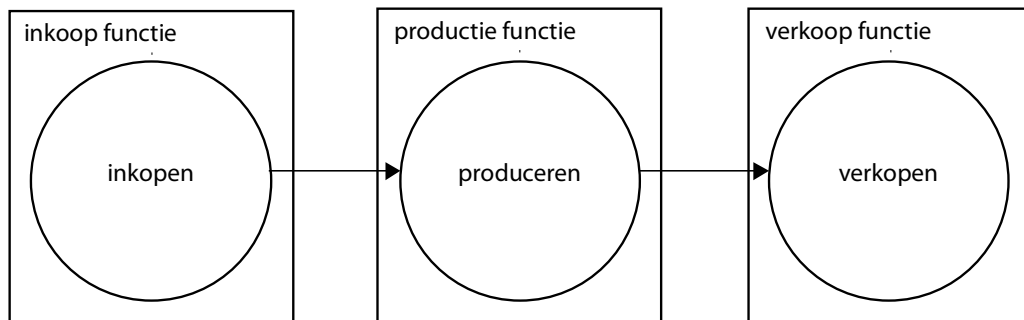 inkoop functie
productie functie
verkoop functie
inkopen
produceren
verkopen